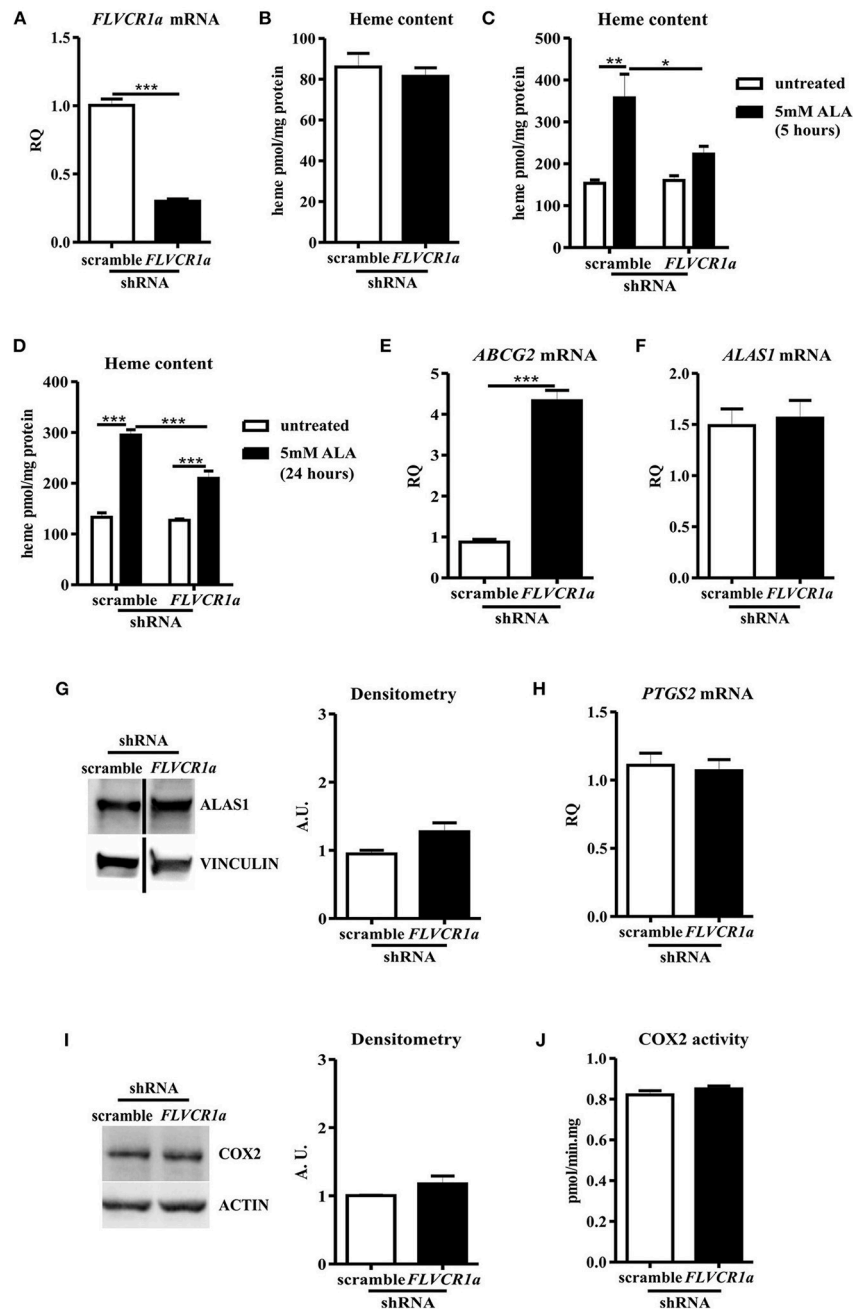 A
FLVCR1a mRNA
1.5
1.0
0.5
0.0
RQ
***
scramble FLVCR1a
shRNA
B
Heme content
100
80
60
40
20
0
heme pmol/mg protein
scramble FLVCR1a
shRNA
C
Heme content
500
400
300
200
100
0
heme pmol/mg protein
** *
untreated
5mM ALA
(5 hours)
scramble FLVCR1a
shRNA
D
Heme content
400
300
200
100
0
heme pmol/mg protein
*** ***
***
untreated
5mM ALA
(24 hours)
scramble FLVCR1a
shRNA
E
ABCG2 mRNA
5
4
3
2
1
0
RQ
***
scramble FLVCR1a
shRNA
F
ALAS1 mRNA
2.0
1.5
1.0
0.5
0.0
RQ
scramble FLVCR1a
shRNA
G
shRNA
scramble FLVCR1a
ALAS1
VINCULIN
Densitometry
3
2
1
0
A.U.
scramble FLVCR1a
shRNA
H
PTGS2 mRNA
1.5
1.0
0.5
0.0
RQ
scramble FLVCR1a
shRNA
I
shRNA
scramble FLVCR1a
COX2
ACTIN
Densitometry
3
2
1
0
A. U.
scramble FLVCR1a
shRNA
J
COX2 activity
1.0
0.8
0.6
0.4
0.2
0.0
pmol/min.mg
scramble FLVCR1a
shRNA